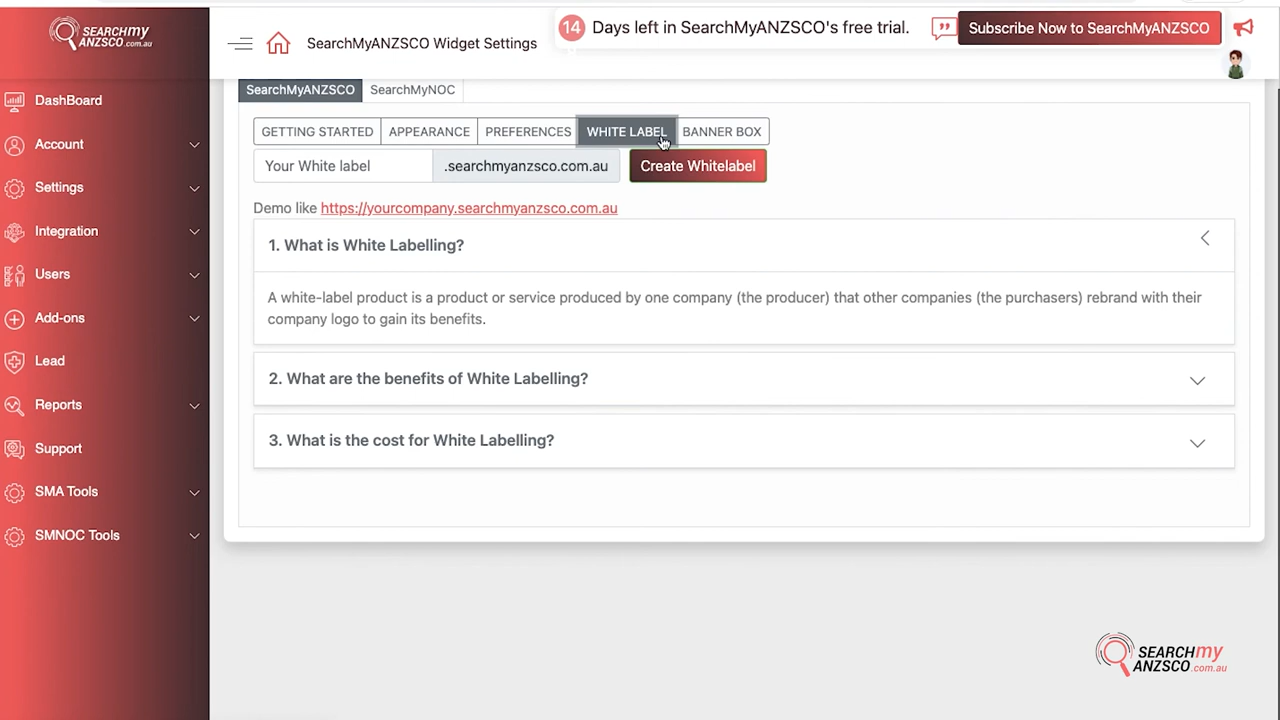 SEARCHmy
ANZSCO.com.au
SearchMyANZSCO Widget Settings
14 Days left in SearchMyANZSCO's free trial.
Subscribe Now to SearchMyANZSCO
DashBoard
Account
Settings
Integration
Users
Add-ons
Lead
Reports
Support
SMA Tools
SMNOC Tools
SearchMyANZSCO SearchMyNOC
GETTING STARTED APPEARANCE PREFERENCES WHITE LABEL BANNER BOX
Your White label .searchmyanzsco.com.au Create Whitelabel
Demo like https://yourcompany.searchmyanzsco.com.au
1. What is White Labelling?
A white-label product is a product or service produced by one company (the producer) that other companies (the purchasers) rebrand with their
company logo to gain its benefits.
2. What are the benefits of White Labelling?
3. What is the cost for White Labelling?
SEARCHmy
ANZSCO.com.au